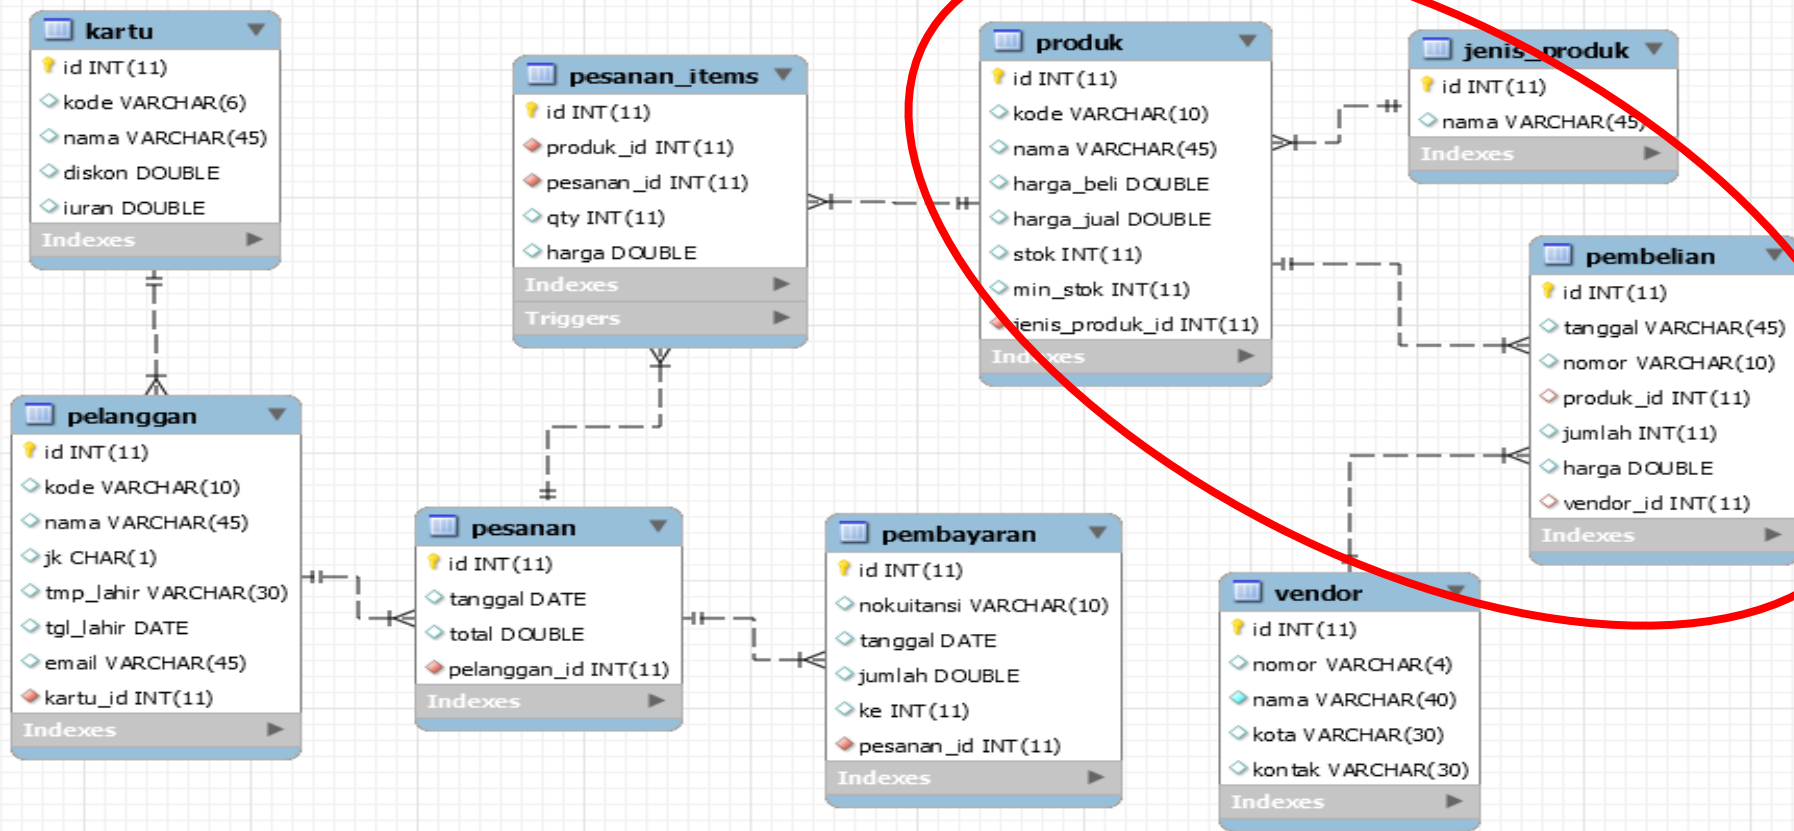 kartu
id INT(11)
kode VARCHAR(6)
nama VARCHAR(45)
diskon DOUBLE
iuran DOUBLE
Indexes
pesanan_items
id INT(11)
produk_id INT(11)
pesanan_id INT(11)
qty INT(11)
harga DOUBLE
Indexes
Triggers
produk
id INT(11)
kode VARCHAR(10)
nama VARCHAR(45)
harga_beli DOUBLE
harga_jual DOUBLE
stok INT(11)
min_stok INT(11)
jenis_produk_id INT(11)
Indexes
jenis_produk
id INT(11)
nama VARCHAR(45)
Indexes
pembelian
id INT(11)
tanggal VARCHAR(45)
nomor VARCHAR(10)
produk_id INT(11)
jumlah INT(11)
harga DOUBLE
vendor_id INT(11)
Indexes
pelanggan
id INT(11)
kode VARCHAR(10)
nama VARCHAR(45)
jk CHAR(1)
tmp_lahir VARCHAR(30)
tgl_lahir DATE
email VARCHAR(45)
kartu_id INT(11)
Indexes
pesanan
id INT(11)
tanggal DATE
total DOUBLE
pelanggan_id INT(11)
Indexes
pembayaran
id INT(11)
nokuitansi VARCHAR(10)
tanggal DATE
jumlah DOUBLE
ke INT(11)
pesanan_id INT(11)
Indexes
vendor
id INT(11)
nomor VARCHAR(4)
nama VARCHAR(40)
kota VARCHAR(30)
kontak VARCHAR(30)
Indexes